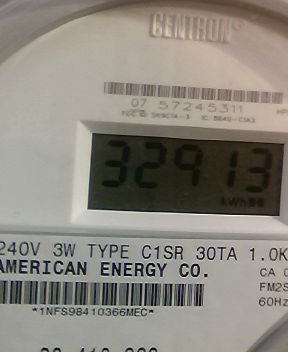 CENTRON
07 57245311
32913
kWh
240V 3W TYPE C1SR 30TA 1.0K
AMERICAN ENERGY CO.
CA
FM2S
60Hz
*1NFS98410366MEC*